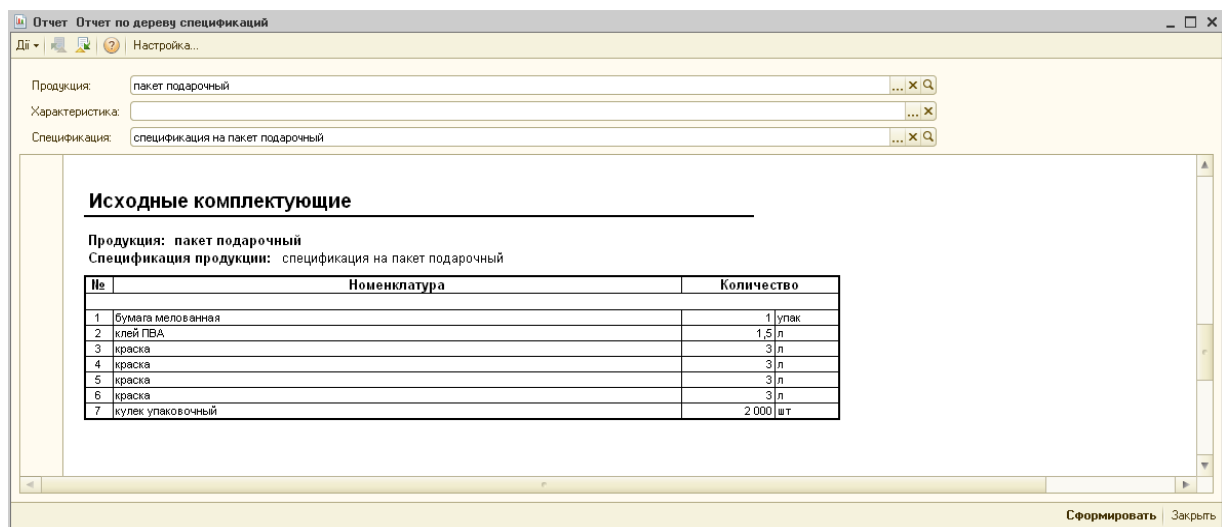 Отчет Отчет по дереву спецификаций
Дії Настройка...
Продукция: пакет подарочный
Характеристика:
Спецификация: спецификация на пакет подарочный
Исходные комплектующие
Продукция: пакет подарочный
Спецификация продукции: спецификация на пакет подарочный
№ Номенклатура Количество
1 бумага мелованная 1 упак
2 клей ПВА 1,5 л
3 краска 3 л
4 краска 3 л
5 краска 3 л
6 краска 3 л
7 кулек упаковочный 2 000 шт
Сформировать Закрыть